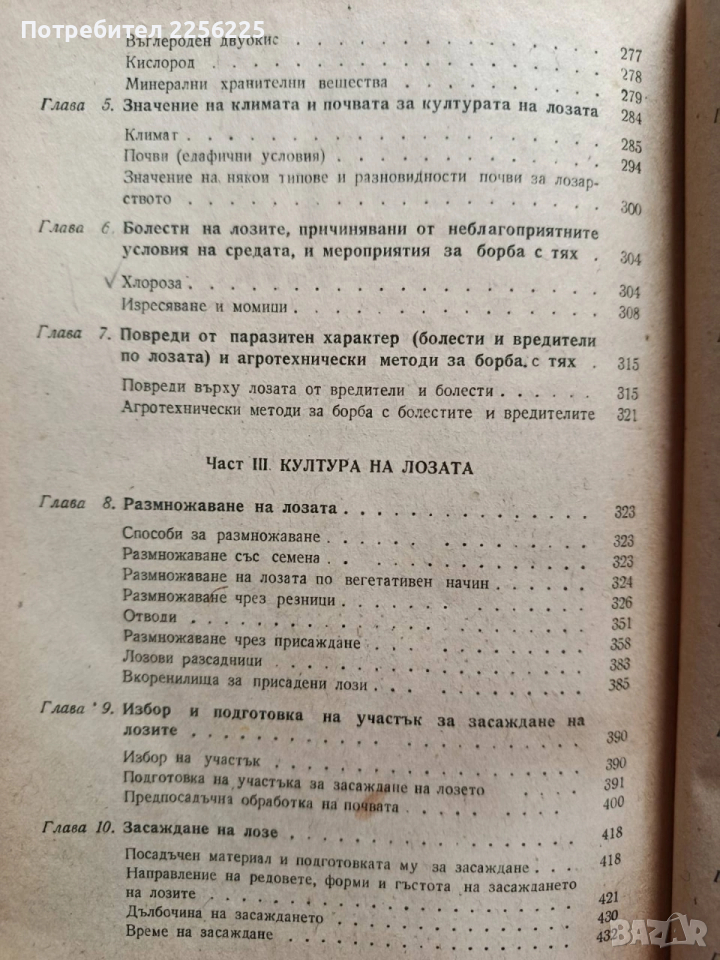 Потребител 2256225
Въглероден двуокис . . . . . . . . . . . 277
Кислород . . . . . . . . . . . . . . 278
Минерални хранителни вещества . . . . . . . 279
Глава 5. Значение на климата и почвата за културата на лозата 284
Климат . . . . . . . . . . . . . . . 285
Почви (елафични условия) . . . . . . . . . . 294
Значение на някои типове и разновидности почви за лозар-
ството . . . . . . . . . . . . . . . 300
Глава 6. Болести на лозите, причинявани от неблагоприятните
условия на средата, и мероприятия за борба с тях . 304
Хлороза . . . . . . . . . . . . . . . 304
Изресяване и момици . . . . . . . . . . . 308
Глава 7. Повреди от паразитен характер (болести и вредители
по лозата) и агротехнически методи за борба с тях . 315
Повреди върху лозата от вредители и болести . . . . 315
Агротехнически методи за борба с болестите и вредителите 321
Част III. КУЛТУРА НА ЛОЗАТА
Глава 8. Размножаване на лозата . . . . . . . . . . 323
Способи за размножаване . . . . . . . . . . 323
Размножаване със семена . . . . . . . . . . 323
Размножаване на лозата по вегетативен начин . . . . 324
Размножаване чрез резници . . . . . . . . . 326
Отводи . . . . . . . . . . . . . . . 351
Размножаване чрез присаждане . . . . . . . . 358
Лозови разсадници . . . . . . . . . . . . 383
Вкоренилища за присадени лози . . . . . . . . 385
Глава 9. Избор и подготовка на участък за засаждане на
лозите . . . . . . . . . . . . . . . 390
Избор на участък . . . . . . . . . . . . 390
Подготовка на участъка за засаждане на лозето . . . . 391
Предпосадъчна обработка на почвата . . . . . . . 400
Глава 10. Засаждане на лозе . . . . . . . . . . . . 418
Посадъчен материал и подготовката му за засаждане . . . 418
Направление на редовете, форми и гъстота на засаждането
на лозите . . . . . . . . . . . . . . 421
Дълбочина на засаждането . . . . . . . . . . 430
Време на засаждане . . . . . . . . . . . . 432
BAZAR.bg